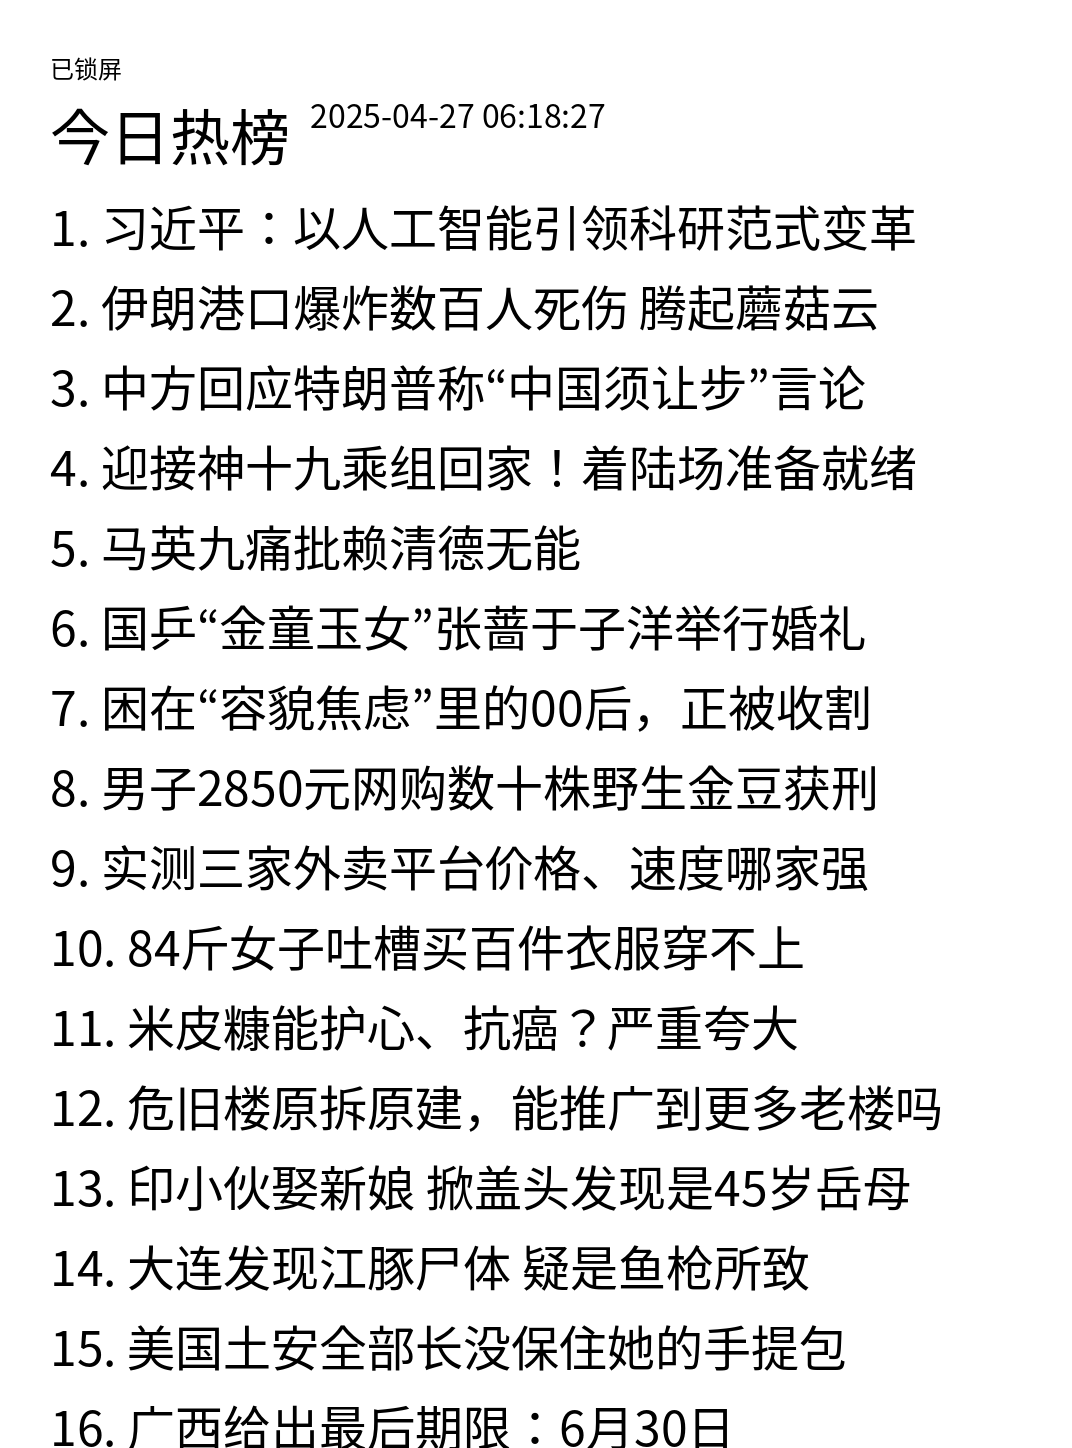 已锁屏
今日热榜 2025-04-27 06:18:27
1. 习近平：以人工智能引领科研范式变革
2. 伊朗港口爆炸数百人死伤 腾起蘑菇云
3. 中方回应特朗普称“中国须让步”言论
4. 迎接神十九乘组回家！着陆场准备就绪
5. 马英九痛批赖清德无能
6. 国乒“金童玉女”张蔷于子洋举行婚礼
7. 困在“容貌焦虑”里的00后，正被收割
8. 男子2850元网购数十株野生金豆获刑
9. 实测三家外卖平台价格、速度哪家强
10. 84斤女子吐槽买百件衣服穿不上
11. 米皮糠能护心、抗癌？严重夸大
12. 危旧楼原拆原建，能推广到更多老楼吗
13. 印小伙娶新娘 掀盖头发现是45岁岳母
14. 大连发现江豚尸体 疑是鱼枪所致
15. 美国土安全部长没保住她的手提包
16. 广西给出最后期限：6月30日